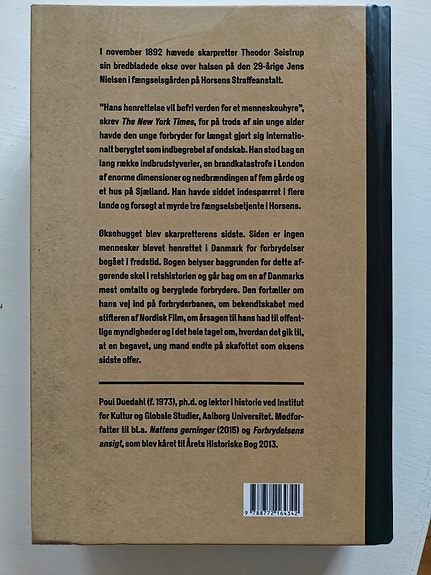 I november 1892 hævede skarpretter Theodor Seistrup
sin bredbladede økse over halsen på den 29-årige Jens
Nielsen i fængselsgården på Horsens Straffeanstalt.
"Hans henrettelse vil befri verden for et menneskeuhyre",
skrev The New York Times, for på trods af sin unge alder
havde den unge forbryder for længst gjort sig internatio-
nalt berygtet som indbegrebet af ondskab. Han stod bag en
lang række indbrudstyverier, en brandkatastrofe i London
af enorme dimensioner og nedbrændingen af fem gårde og
et hus på Sjælland. Han havde siddet indespærret i flere
lande og forsøgt at myrde tre fængselsbetjente i Horsens.
Øksehugget blev skarpretterens sidste. Siden er ingen
mennesker blevet henrettet i Danmark for forbrydelser
begået i fredstid. Bogen belyser baggrunden for dette af-
gørende skel i retshistorien og går bag om en af Danmarks
mest omtalte og berygtede forbrydere. Den fortæller om
hans vej ind på forbryderbanen, om bekendtskabet med
stifteren af Nordisk Film, om årsagen til hans had til offent-
lige myndigheder og i det hele taget om, hvordan det gik til,
at en begavet, ung mand endte på skafottet som øksens
sidste offer.
Poul Duedahl (f. 1973), ph.d. og lektor i historie ved Institut
for Kultur og Globale Studier, Aalborg Universitet. Medfor-
fatter til bl.a. Nattens gerninger (2015) og Forbrydelsens
ansigt, som blev kåret til Årets Historiske Bog 2013.
9 788772 164342